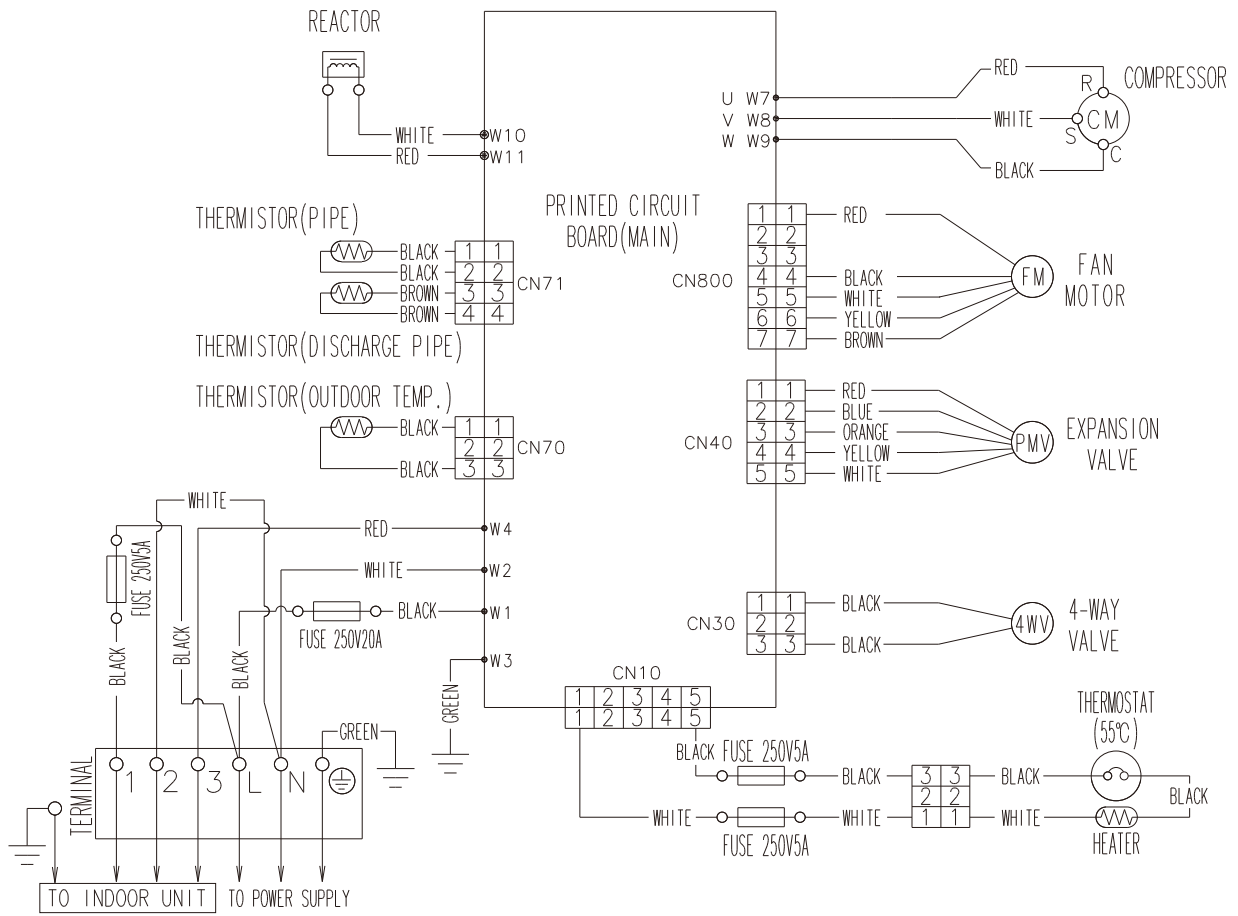 REACTOR
WHITE
RED
W10
W11
U W7
V W8
W W9
RED
WHITE
BLACK
R
S
C
CM
COMPRESSOR
PRINTED CIRCUIT
BOARD(MAIN)
THERMISTOR(PIPE)
BLACK 1 1
BLACK 2 2
BROWN 3 3
BROWN 4 4
CN71
THERMISTOR(DISCHARGE PIPE)
THERMISTOR(OUTDOOR TEMP.)
BLACK 1 1
2 2
BLACK 3 3
CN70
CN800
1 1 RED
2 2
3 3
4 4 BLACK
5 5 WHITE
6 6 YELLOW
7 7 BROWN
FM
FAN
MOTOR
CN40
1 1 RED
2 2 BLUE
3 3 ORANGE
4 4 YELLOW
5 5 WHITE
PMV
EXPANSION
VALVE
WHITE
RED
W4
WHITE
W2
FUSE 250V5A
FUSE 250V20A
BLACK
W1
W3
BLACK
BLACK
BLACK
GREEN
CN30
1 1 BLACK
2 2
3 3 BLACK
4WV
4-WAY
VALVE
CN10
1 2 3 4 5
1 2 3 4 5
BLACK
FUSE 250V5A
BLACK
3 3
BLACK
2 2
WHITE
FUSE 250V5A
WHITE
1 1
WHITE
THERMOSTAT
(55℃)
BLACK
HEATER
GREEN
TERMINAL
1 2 3 L N
TO INDOOR UNIT
TO POWER SUPPLY